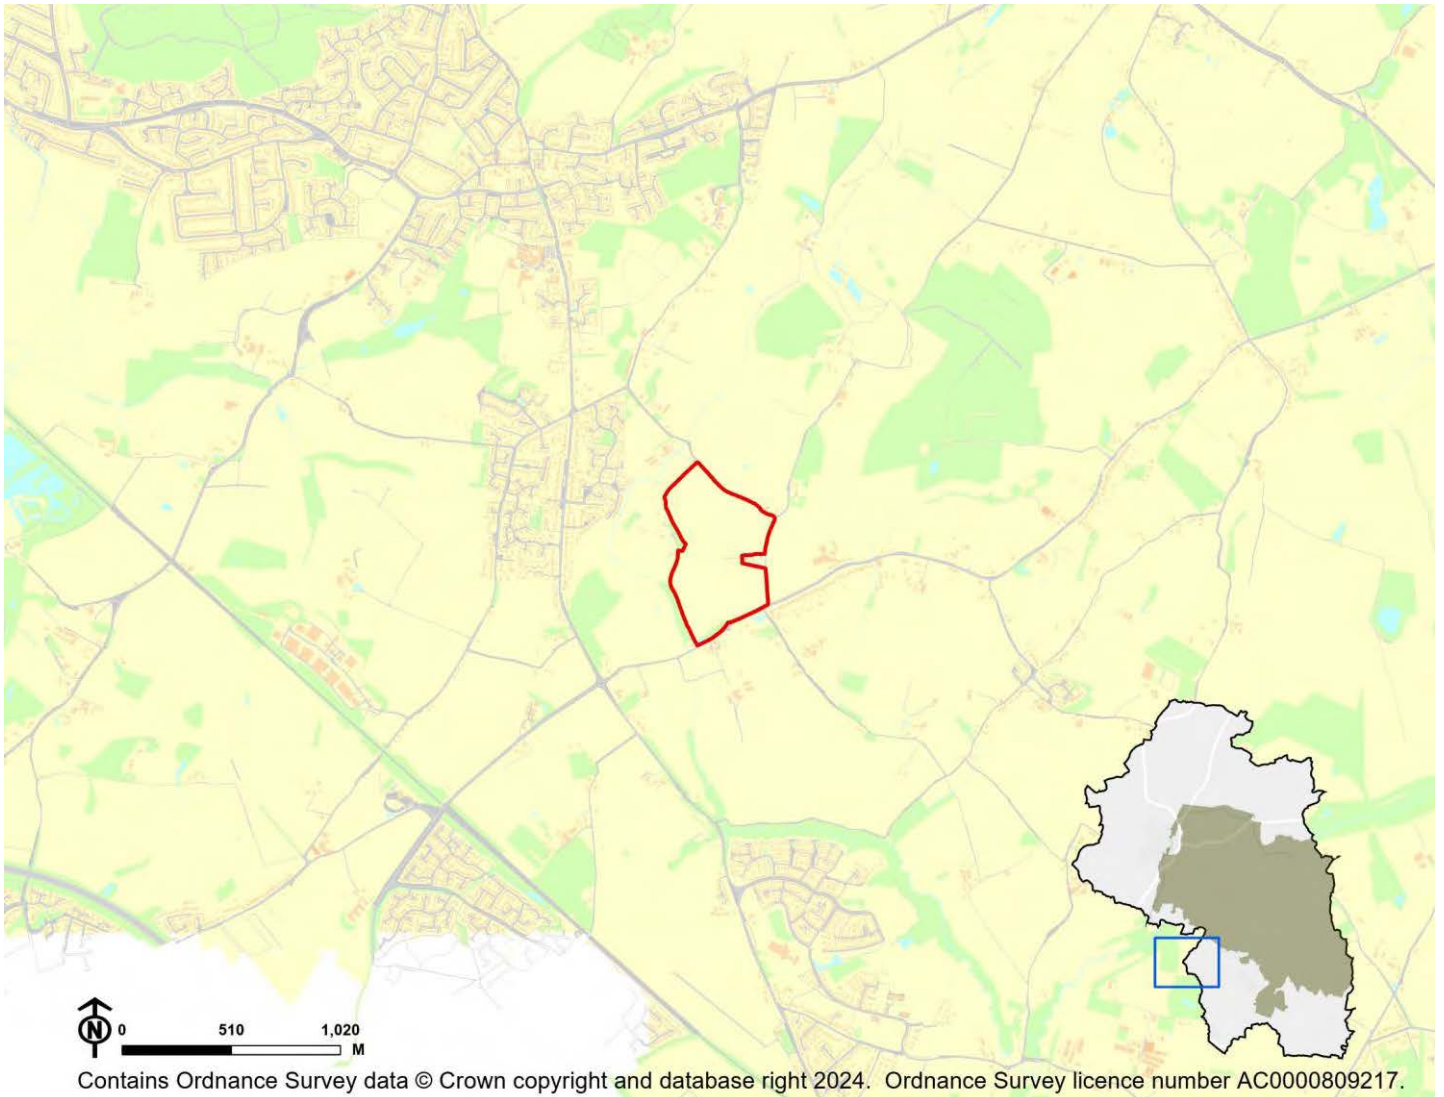 N
0 510 1,020
M
Contains Ordnance Survey data © Crown copyright and database right 2024. Ordnance Survey licence number AC0000809217.